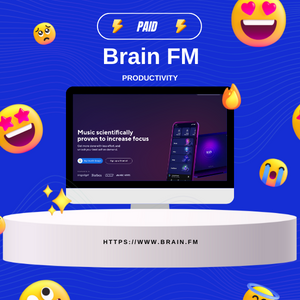 PAID
Brain FM
PRODUCTIVITY
Music scientifically
proven to increase focus
HTTPS://WWW.BRAIN.FM